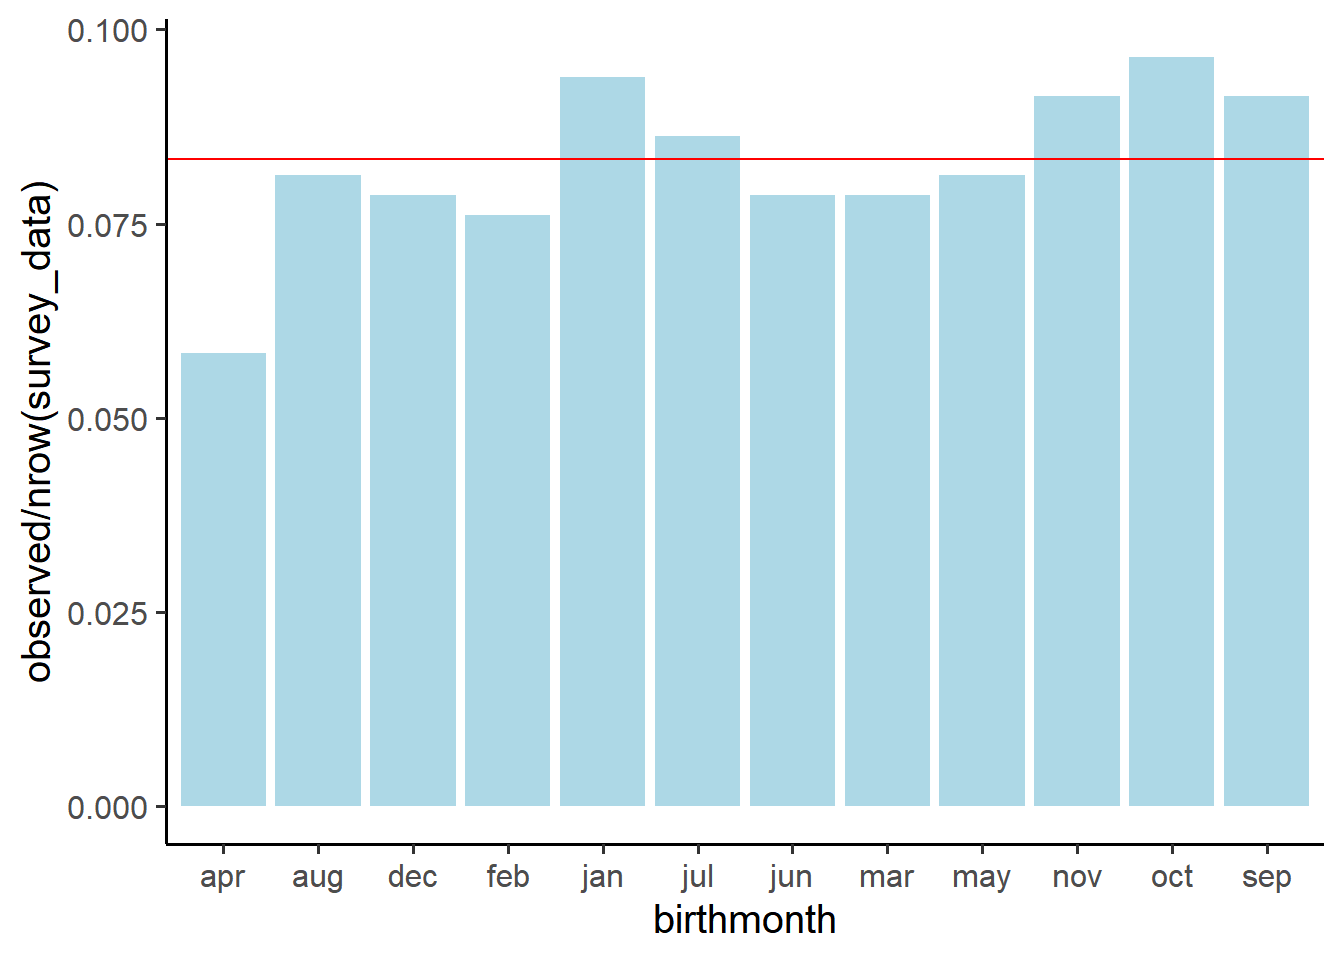 observed/nrow(survey_data)
0.100
0.075
0.050
0.025
0.000
apr aug dec feb jan jul jun mar may nov oct sep
birthmonth